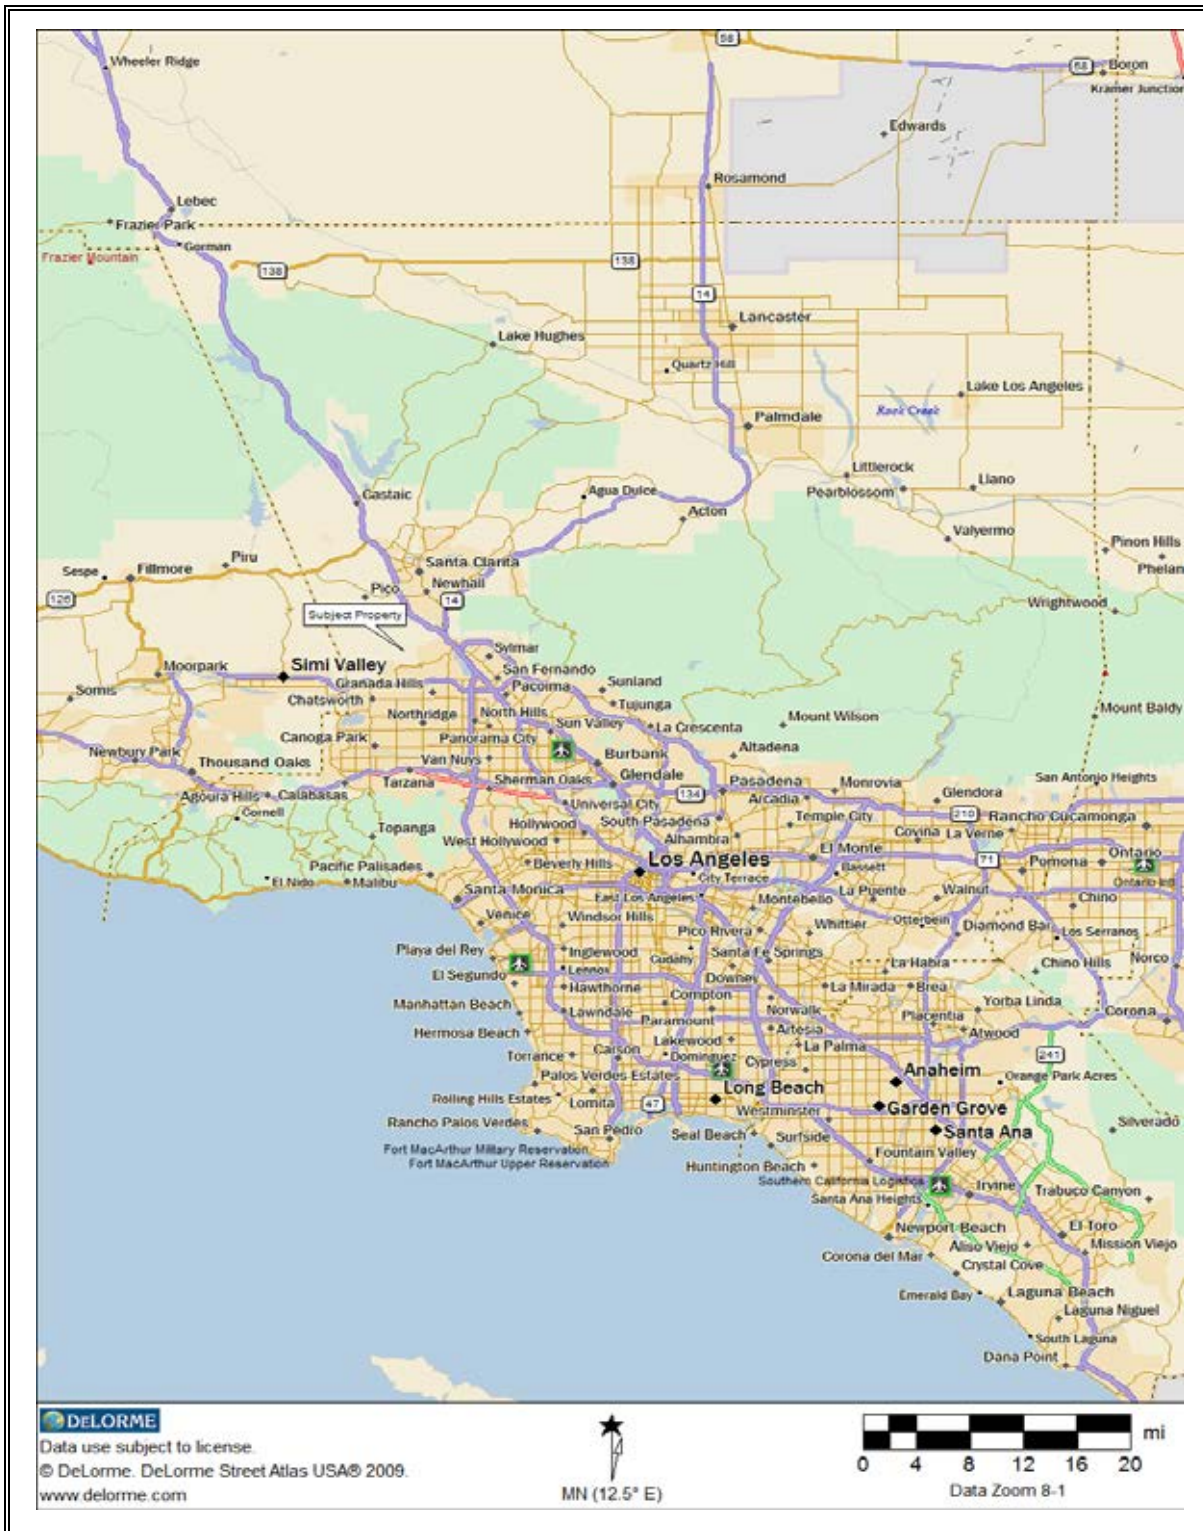 58
Wheeler Ridge
58
Boron
Kramer Junction
Edwards
Rosamond
Lebec
Frazier Park
Gorman
Frazier Mountain
138
138
14
Lancaster
Lake Hughes
Quartz Hill
Lake Los Angeles
Palmdale
Rock Creek
Littlerock
Llano
Castaic
Agua Dulce
Pearblossom
Acton
Valyermo
Pinon Hills
Santa Clarita
Piru
Sespe
Fillmore
Phelan
Newhall
Pico
126
14
Wrightwood
Subject Property
Sylmar
Simi Valley
Moorpark
San Fernando
Granada Hills
Sunland
Pacoima
Somis
Chatsworth
Tujunga
Mount Baldy
Northridge
North Hills
Mount Wilson
Sun Valley
La Crescenta
Canoga Park
Panorama City
Altadena
Newbury Park
Burbank
Van Nuys
Thousand Oaks
Glendale
San Antonio Heights
Tarzana
Sherman Oaks
Pasadena
Monrovia
Agoura Hills
Calabasas
134
Arcadia
Glendora
Universal City
Cornell
210
Rancho Cucamonga
Hollywood
South Pasadena
Temple City
Topanga
Covina
La Verne
West Hollywood
Alhambra
El Monte
Ontario
Los Angeles
71
Pomona
Pacific Palisades
Beverly Hills
Bassett
El Nido
Malibu
City Terrace
Ontario Intl
Santa Monica
La Puente
Walnut
East Los Angeles
Montebello
Chino
Venice
Windsor Hills
Whittier
Otterbein
Diamond Bar
Pico Rivera
Los Serranos
Playa del Rey
Inglewood
Cudahy
Santa Fe Springs
La Habra
Chino Hills
Norco
El Segundo
Lennox
Downey
Hawthorne
La Mirada
Brea
Manhattan Beach
Compton
Yorba Linda
Lawndale
Norwalk
Placentia
Corona
Hermosa Beach
Paramount
Artesia
Atwood
Lakewood
La Palma
Torrance
Carson
Dominguez
Cypress
241
Palos Verdes Estates
Anaheim
Orange Park Acres
Long Beach
Rolling Hills Estates
Lomita
47
Westminster
Garden Grove
Rancho Palos Verdes
San Pedro
Seal Beach
Surfside
Santa Ana
Silverado
Fort MacArthur Military Reservation
Fountain Valley
Fort MacArthur Upper Reservation
Huntington Beach
Southern California Logistics
Irvine
Trabuco Canyon
Santa Ana Heights
Newport Beach
El Toro
Aliso Viejo
Mission Viejo
Corona del Mar
Crystal Cove
Emerald Bay
Laguna Beach
Laguna Niguel
South Laguna
Dana Point
DELORME
Data use subject to license.
© DeLorme. DeLorme Street Atlas USA® 2009.
www.delorme.com
MN (12.5° E)
mi
0 4 8 12 16 20
Data Zoom 8-1